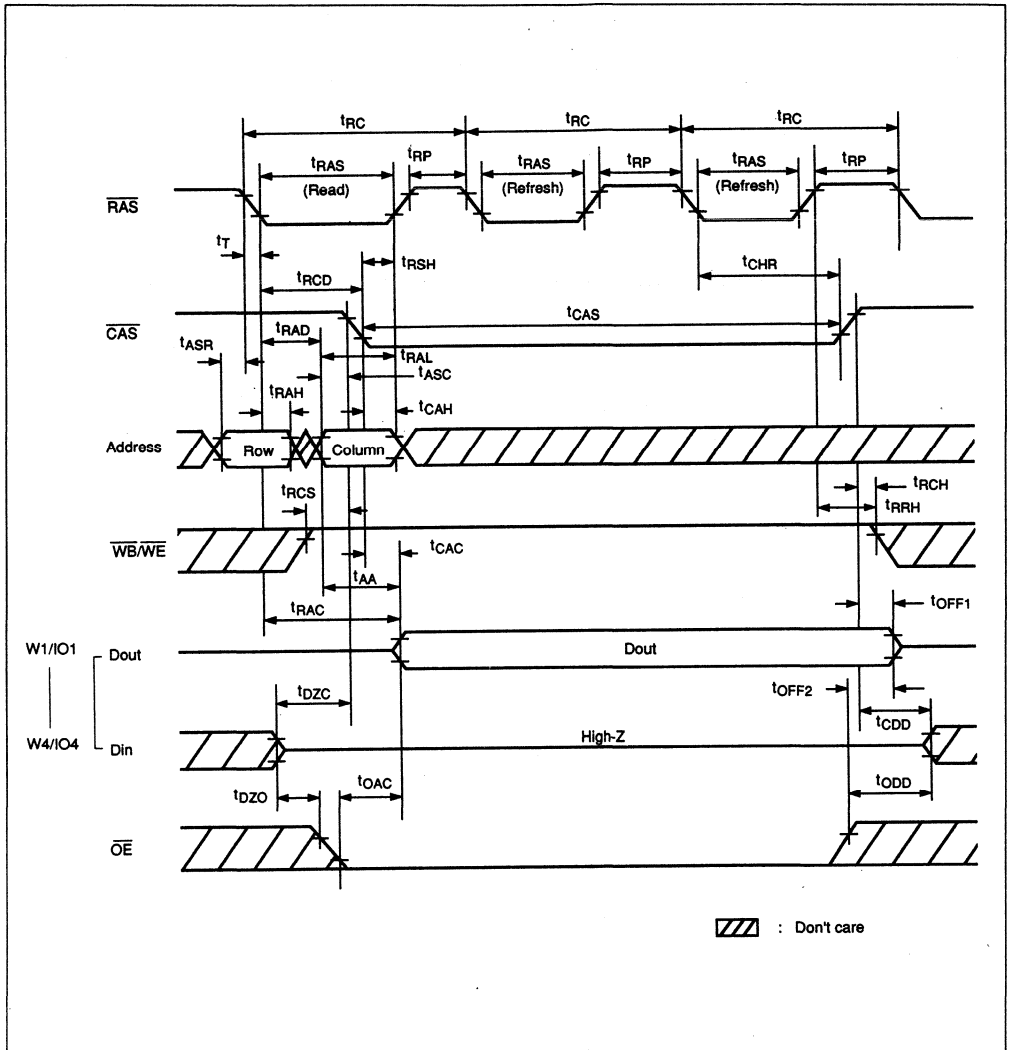 tRC tRC tRC
tRAS tRP tRAS tRP tRAS tRP
(Read) (Refresh) (Refresh)
RAS
tT tRSH
tRCD tCHR
CAS tCAS
tASR tRAD tRAL
tASC
tRAH tCAH
Address Row Column
tRCS tRCH
tRRH
WB/WE tCAC
tAA
tRAC tOFF1
W1/IO1 Dout Dout
tDZC tOFF2
tCDD
W4/IO4 Din High-Z
tDZO tOAC tODD
OE
: Don't care